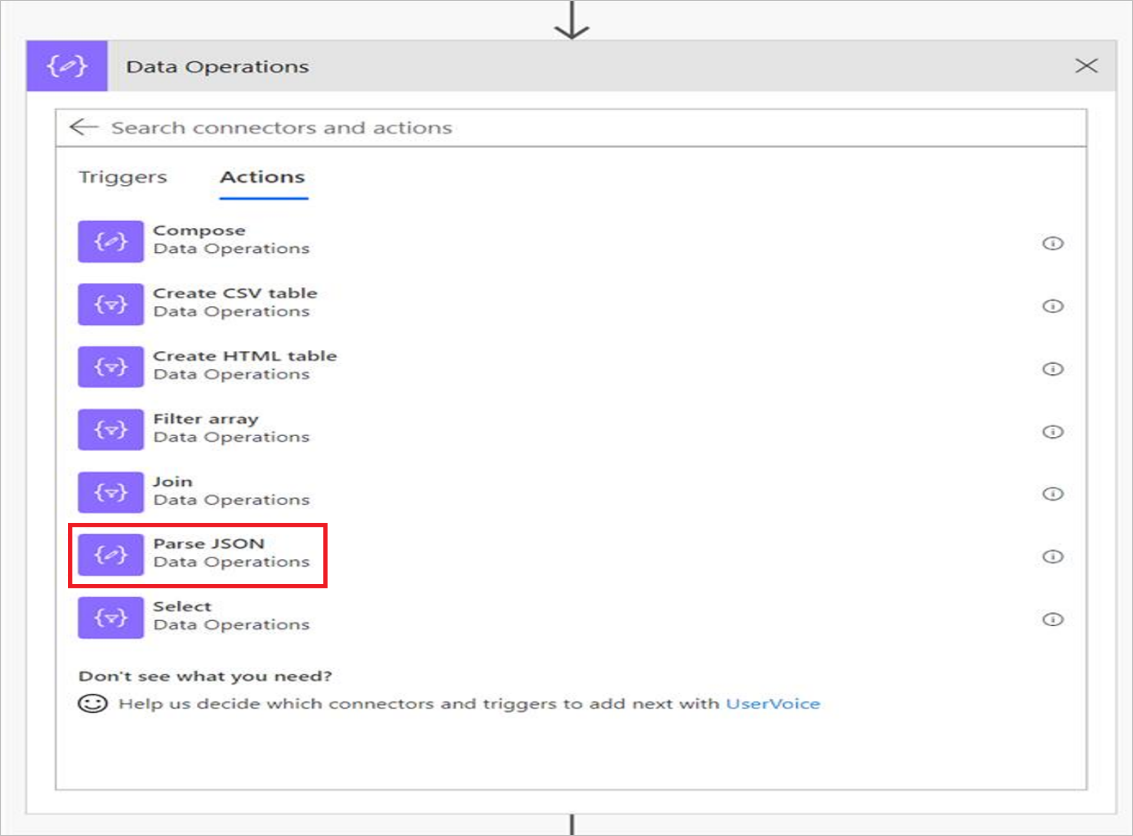 Data Operations
Search connectors and actions
Triggers
Actions
Compose
Data Operations
Create CSV table
Data Operations
Create HTML table
Data Operations
Filter array
Data Operations
Join
Data Operations
Parse JSON
Data Operations
Select
Data Operations
Don't see what you need?
Help us decide which connectors and triggers to add next with UserVoice